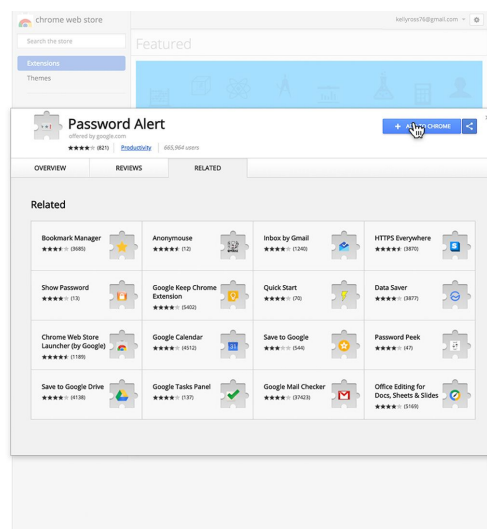 chrome web store
kellyross76@gmail.com
Search the store
Featured
Extensions
Themes
Password Alert
offered by google.com
(821) Productivity 665,904 users
+ ADD TO CHROME
OVERVIEW REVIEWS RELATED
Related
Bookmark Manager
(3685)
Anonymouse
(12)
Inbox by Gmail
(1240)
HTTPS Everywhere
(3870)
Show Password
(13)
Google Keep Chrome
Extension
(5402)
Quick Start
(70)
Data Saver
(3877)
Chrome Web Store
Launcher (by Google)
(1189)
Google Calendar
(4512)
31
Save to Google
(544)
Password Peek
(47)
Save to Google Drive
(4138)
Google Tasks Panel
(137)
Google Mail Checker
(37423)
Office Editing for
Docs, Sheets & Slides
(5169)